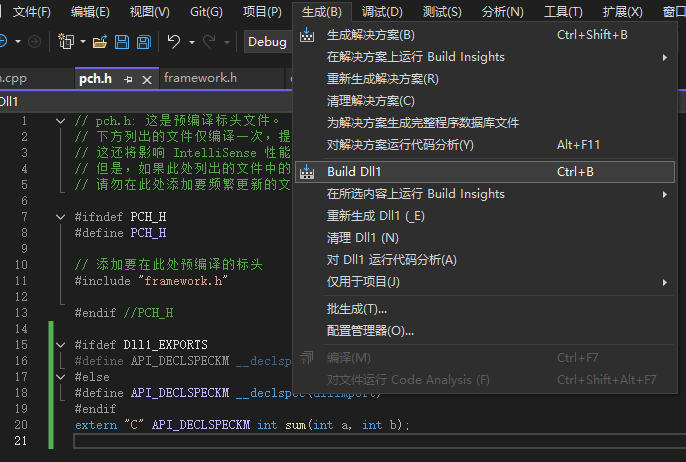 文件(F) 编辑(E) 视图(V) Git(G) 项目(P) 生成(B) 调试(D) 测试(S) 分析(N) 工具(T) 扩展(X) 窗口
Debug
.cpp pch.h framework.h
Dll1
生成解决方案(B) Ctrl+Shift+B
在解决方案上运行 Build Insights
重新生成解决方案(R)
清理解决方案(C)
为解决方案生成完整程序数据库文件
对解决方案运行代码分析(Y) Alt+F11
Build Dll1 Ctrl+B
在所选内容上运行 Build Insights
重新生成 Dll1 (_E)
清理 Dll1 (N)
对 Dll1 运行代码分析(A)
仅用于项目(J)
批生成(T)...
配置管理器(O)...
编译(M) Ctrl+F7
对文件运行 Code Analysis (F) Ctrl+Shift+Alt+F7
1 // pch.h: 这是预编译标头文件。
2 // 下方列出的文件仅编译一次，提
3 // 这还将影响 IntelliSense 性能
4 // 但是，如果此处列出的文件中的
5 // 请勿在此处添加要频繁更新的文
6
7 #ifndef PCH_H
8 #define PCH_H
9
10 // 添加要在此处预编译的标头
11 #include "framework.h"
12
13 #endif //PCH_H
14
15 #ifdef Dll1_EXPORTS
16 #define API_DECLSPECKM __declspe
17 #else
18 #define API_DECLSPECKM __declspec(dllimport)
19 #endif
20 extern "C" API_DECLSPECKM int sum(int a, int b);
21